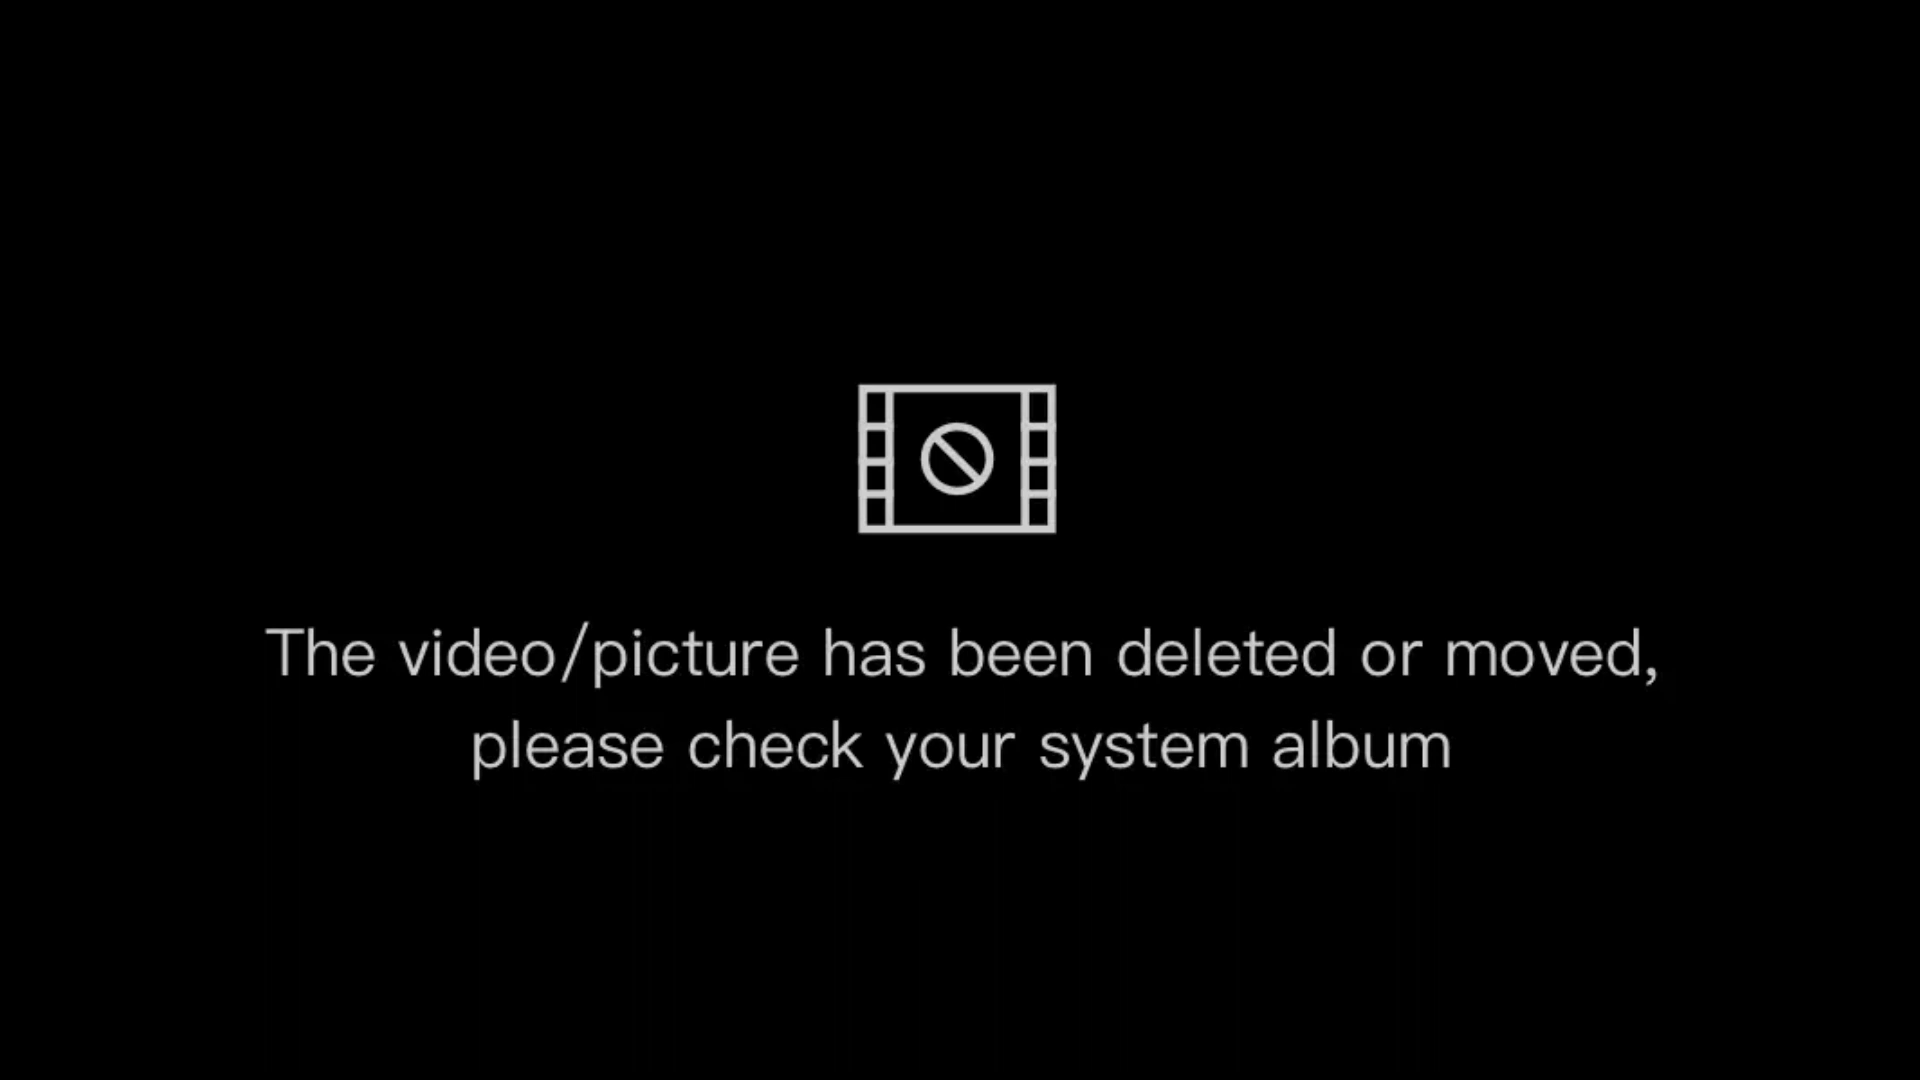 The video/picture has been deleted or moved,
please check your system album